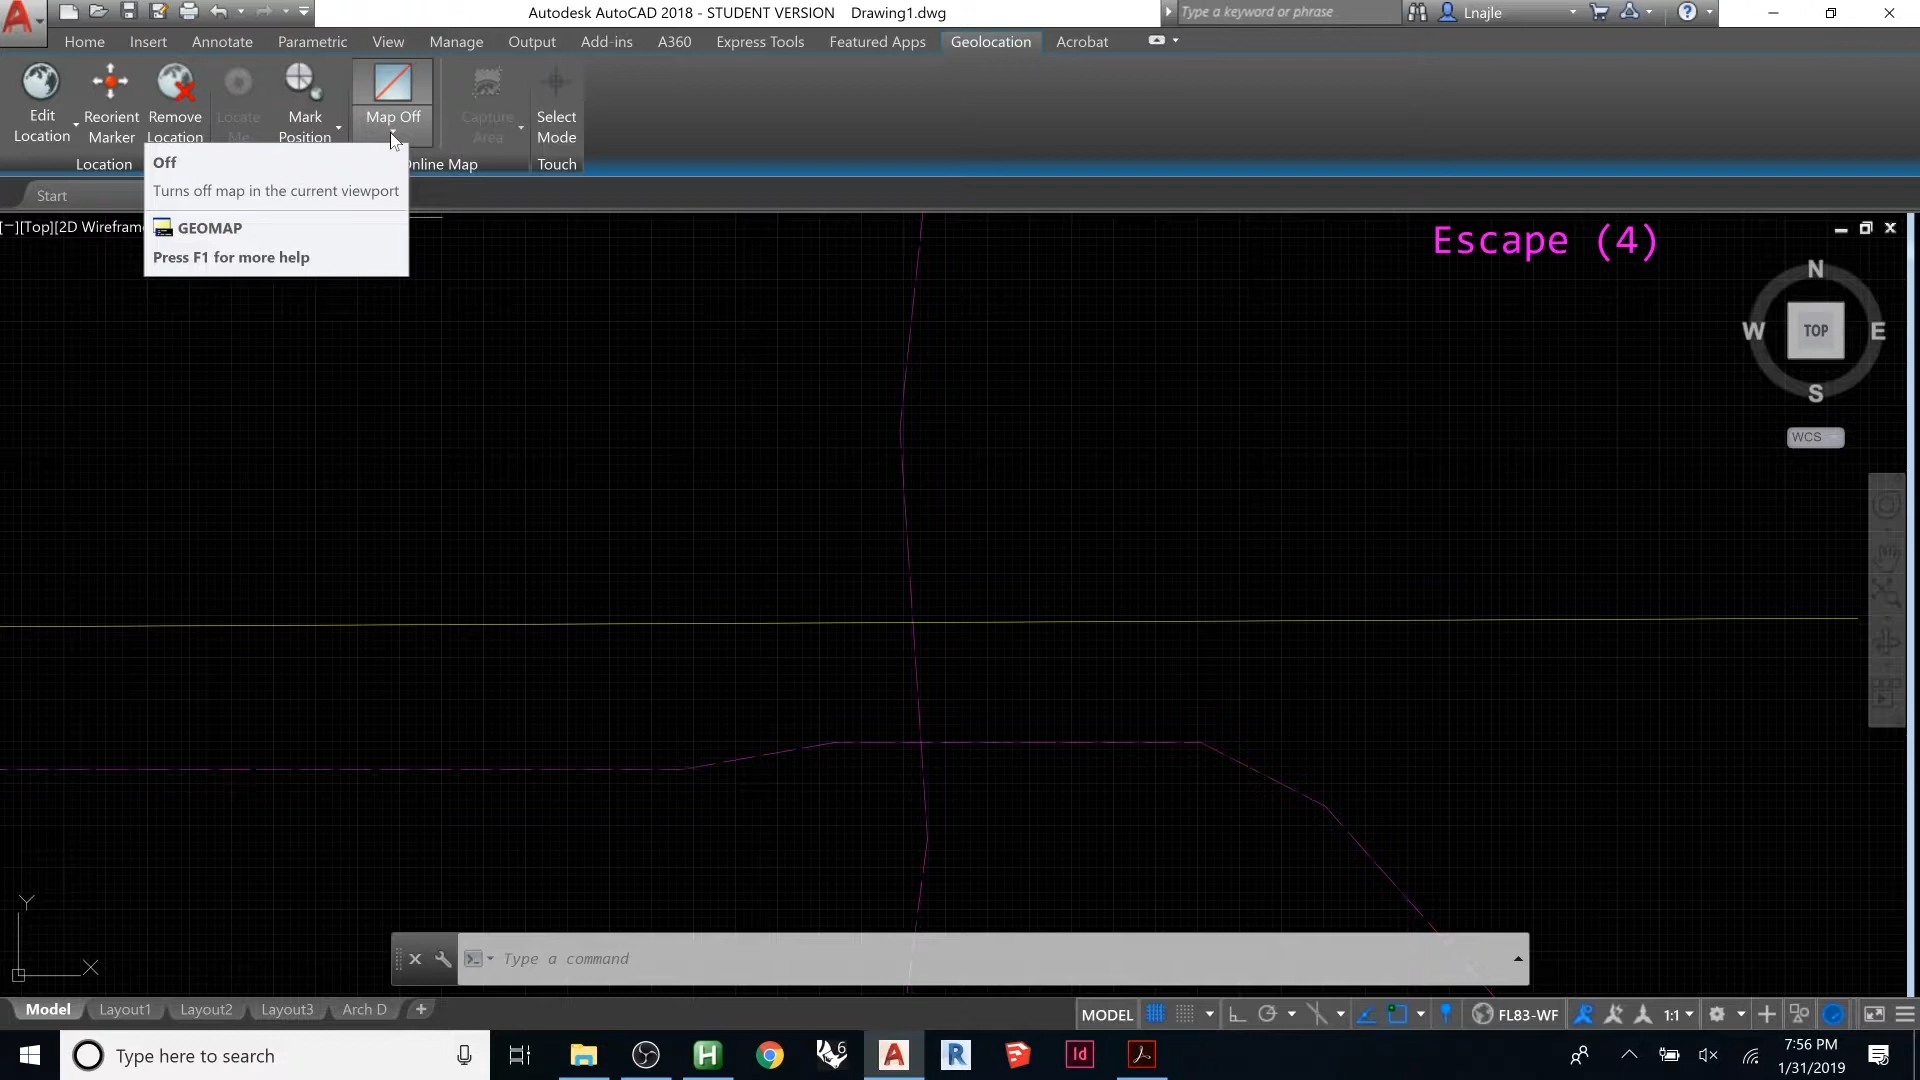 Autodesk AutoCAD 2018 - STUDENT VERSION Drawing1.dwg
Type a keyword or phrase
Lnajle
Home Insert Annotate Parametric View Manage Output Add-ins A360 Express Tools Featured Apps Geolocation Acrobat
Edit
Location
Reorient
Marker
Remove
Location
Locate
Me
Mark
Position
Map Off
Capture
Area
Select
Mode
Location
nline Map
Touch
Off
Turns off map in the current viewport
GEOMAP
Press F1 for more help
Start
[−][Top][2D Wirefram
Escape (4)
N
W
TOP
E
S
WCS
Y
X
Type a command
Model Layout1 Layout2 Layout3 Arch D
MODEL
FL83-WF
1:1
Type here to search
H
6
A
R
Id
7:56 PM
1/31/2019